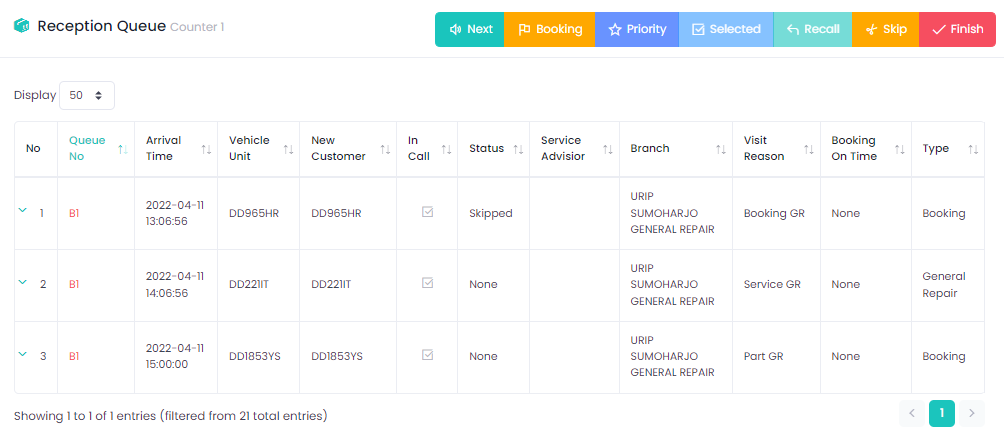 Reception Queue Counter 1
Next Booking Priority Selected Recall Skip Finish
Display 50
No Queue No Arrival Time Vehicle Unit New Customer In Call Status Service Advisior Branch Visit Reason Booking On Time Type
1 B1 2022-04-11 13:06:56 DD965HR DD965HR Skipped URIP SUMOHARJO GENERAL REPAIR Booking GR None Booking
2 B1 2022-04-11 14:06:56 DD221IT DD221IT None URIP SUMOHARJO GENERAL REPAIR Service GR None General Repair
3 B1 2022-04-11 15:00:00 DD1853YS DD1853YS None URIP SUMOHARJO GENERAL REPAIR Part GR None Booking
Showing 1 to 1 of 1 entries (filtered from 21 total entries)
1